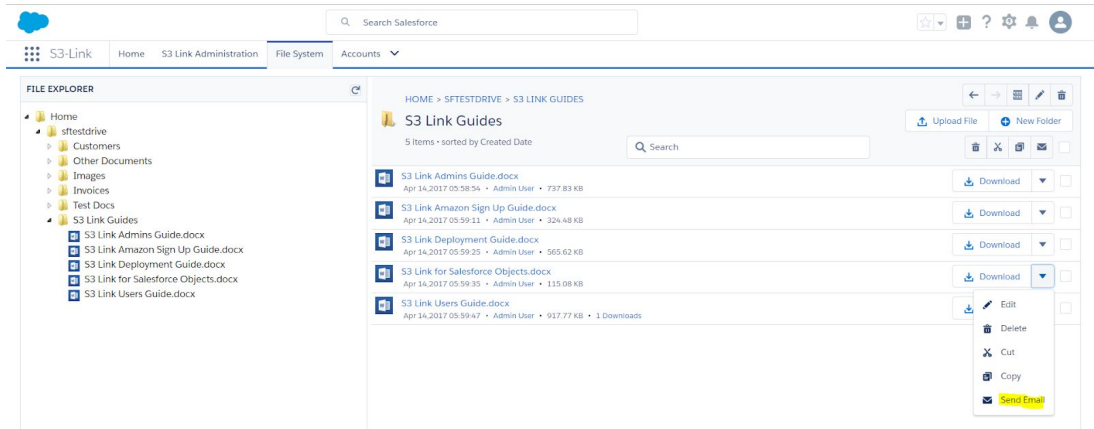 Search Salesforce
S3-Link Home S3 Link Administration File System Accounts
FILE EXPLORER
Home
sftestdrive
Customers
Other Documents
Images
Invoices
Test Docs
S3 Link Guides
S3 Link Admins Guide.docx
S3 Link Amazon Sign Up Guide.docx
S3 Link Deployment Guide.docx
S3 Link for Salesforce Objects.docx
S3 Link Users Guide.docx
HOME > SFTESTDRIVE > S3 LINK GUIDES
S3 Link Guides
Upload File New Folder
5 Items • sorted by Created Date
Search
S3 Link Admins Guide.docx
Apr 14,2017 05:58:54 • Admin User • 737.83 KB
Download
S3 Link Amazon Sign Up Guide.docx
Apr 14,2017 05:59:11 • Admin User • 324.48 KB
Download
S3 Link Deployment Guide.docx
Apr 14,2017 05:59:25 • Admin User • 565.62 KB
Download
S3 Link for Salesforce Objects.docx
Apr 14,2017 05:59:35 • Admin User • 115.08 KB
Download
S3 Link Users Guide.docx
Apr 14,2017 05:59:47 • Admin User • 917.77 KB • 1 Downloads
Edit
Delete
Cut
Copy
Send Email